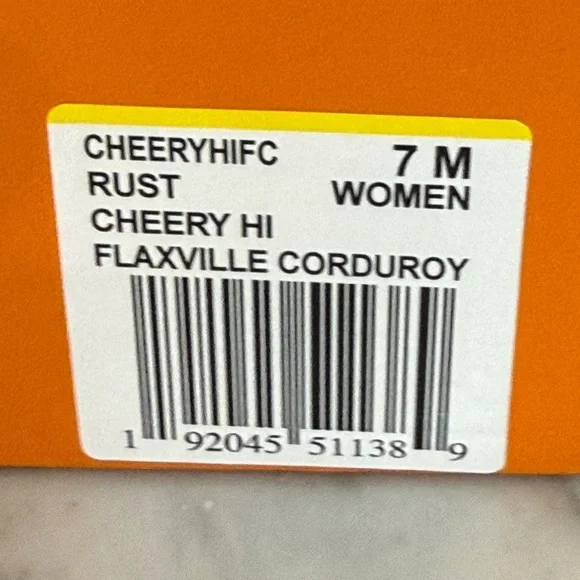 CHEERYHIFC 7 M
RUST WOMEN
CHEERY HI
FLAXVILLE CORDUROY
1 92045 51138 9